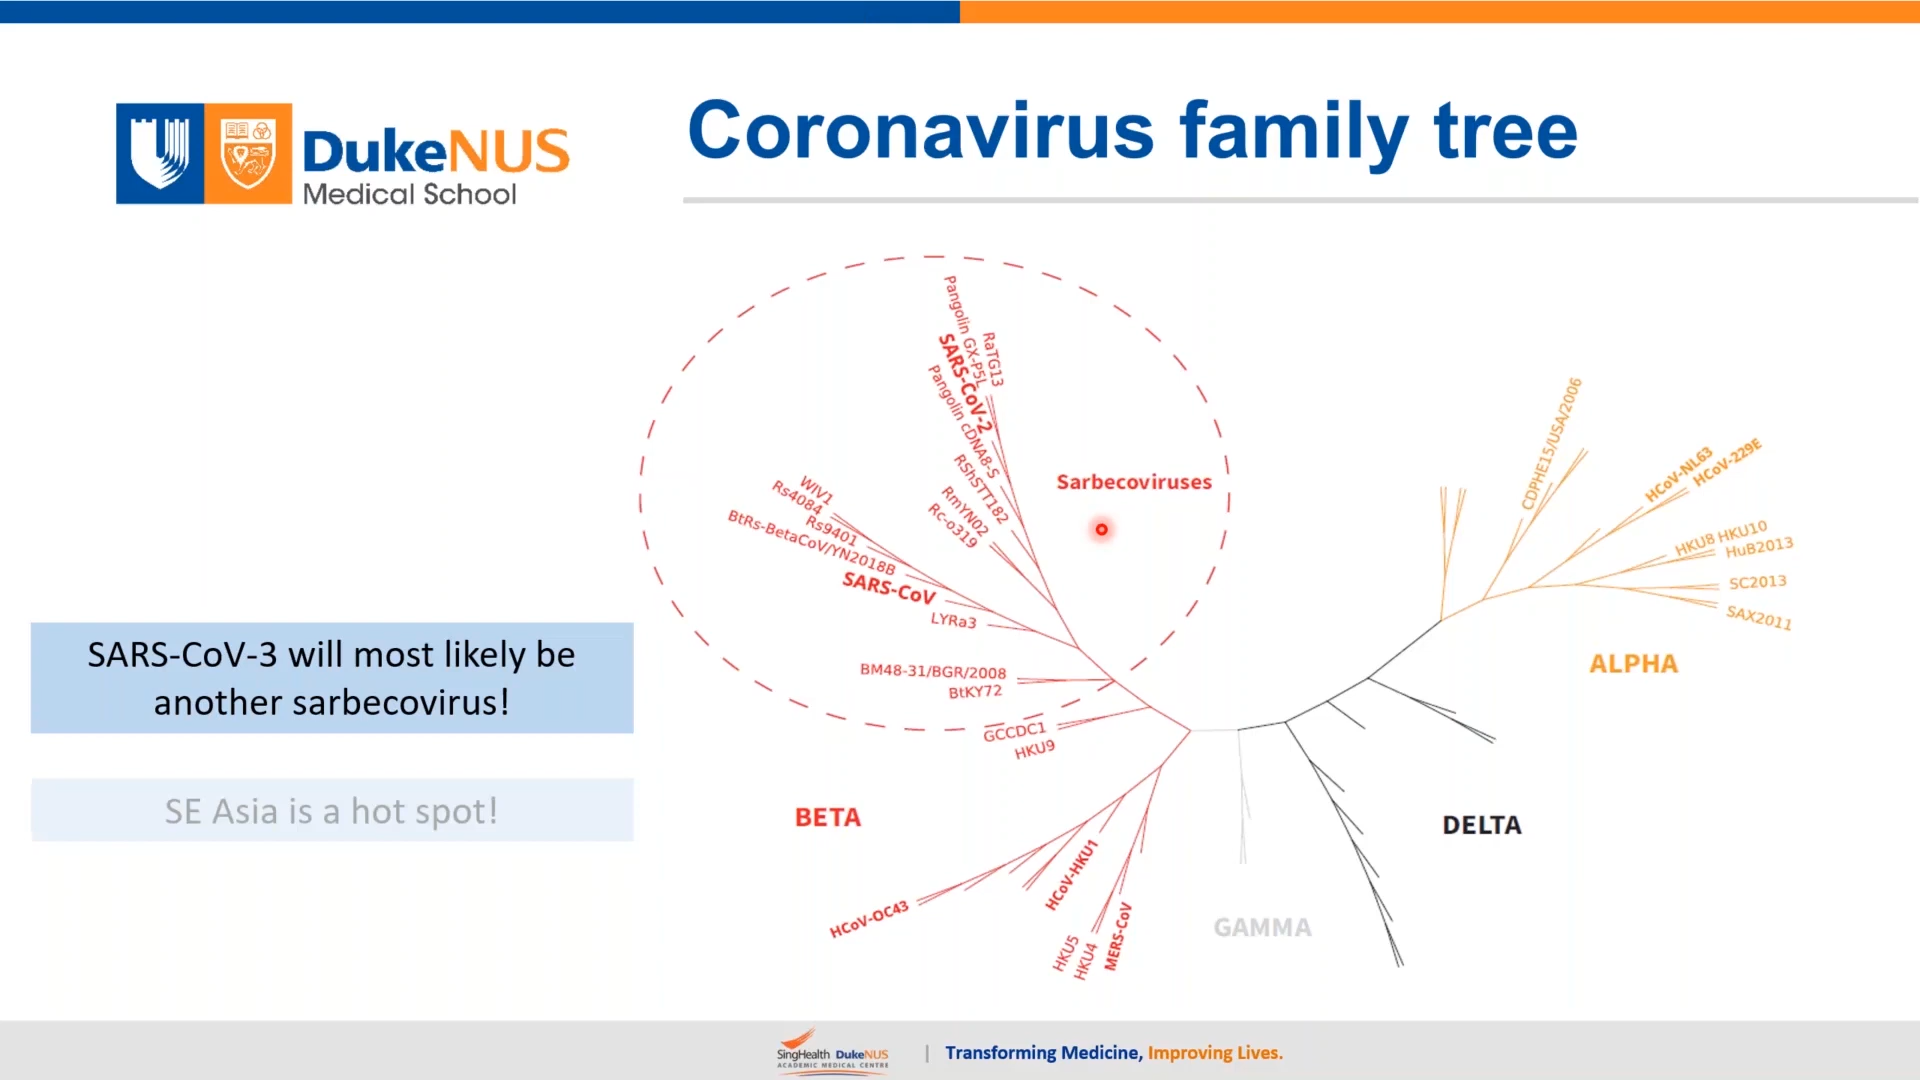 DukeNUS
Medical School
Coronavirus family tree
Pangolin GX-P5L
RaTG13
SARS-CoV-2
Pangolin cDNA8-S
RShSTT182
RmYN02
Rc-o319
Sarbecoviruses
WIV1
Rs4084
Rs9401
BtRs-BetaCoV/YN2018B
SARS-CoV
LYRa3
BM48-31/BGR/2008
BtKY72
GCCDC1
HKU9
CDPHE15/USA/2006
HCoV-NL63
HCoV-229E
HKU8 HKU10
HuB2013
SC2013
SAX2011
ALPHA
SARS-CoV-3 will most likely be
another sarbecovirus!
SE Asia is a hot spot!
BETA
DELTA
HCoV-HKU1
HCoV-OC43
HKU5
HKU4
MERS-CoV
GAMMA
SingHealth DukeNUS
ACADEMIC MEDICAL CENTRE
| Transforming Medicine, Improving Lives.